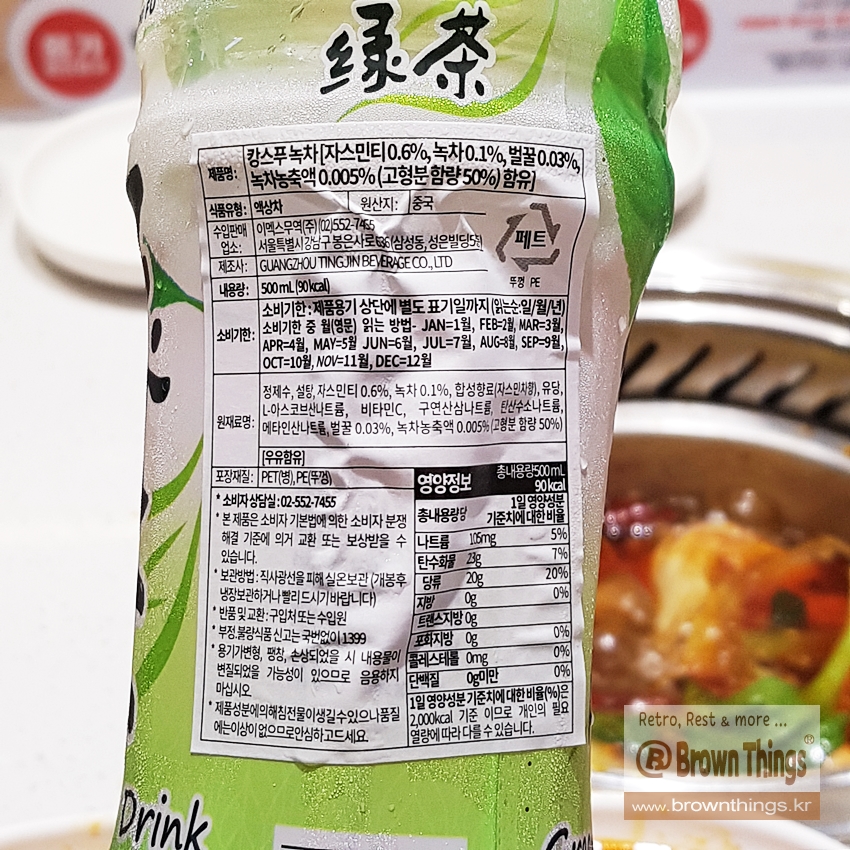 绿茶
제품명: 캉스푸 녹차 [자스민티 0.6%, 녹차 0.1%, 벌꿀 0.03%,
녹차농축액 0.005% (고형분 함량 50%) 함유]
식품유형: 액상차 원산지: 중국
수입판매 이멕스무역(주) (02)552-7455
업소: 서울특별시 강남구 봉은사로 636 (삼성동, 성은빌딩5층)
제조사: GUANGZHOU TINGJIN BEVERAGE CO., LTD
페트
뚜껑 PE
내용량: 500 mL (90 kcal)
소비기한: 소비기한 : 제품용기 상단에 별도 표기일까지 (읽는순:일/월/년)
소비기한 중 월(영문) 읽는 방법- JAN=1월, FEB=2월, MAR=3월,
APR=4월, MAY=5월 JUN=6월, JUL=7월, AUG=8월, SEP=9월,
OCT=10월, NOV=11월, DEC=12월
원재료명: 정제수, 설탕, 자스민티 0.6%, 녹차 0.1%, 합성향료(자스민차향), 유당,
L-아스코브산나트륨, 비타민C, 구연산삼나트륨, 탄산수소나트륨,
메타인산나트륨, 벌꿀 0.03%, 녹차농축액 0.005% (고형분 함량 50%)
[우유함유]
포장재질: PET(병), PE(뚜껑)
* 소비자 상담실 : 02-552-7455
* 본 제품은 소비자 기본법에 의한 소비자 분쟁
해결 기준에 의거 교환 또는 보상받을 수
있습니다.
* 보관방법 : 직사광선을 피해 실온보관 (개봉후
냉장보관하거나 빨리 드시기 바랍니다)
* 반품 및 교환 : 구입처 또는 수입원
* 부정.불량식품 신고는 국번없이 1399
* 용기가 변형, 팽창, 손상되었을 시 내용물이
변질되었을 가능성이 있으므로 음용하지
마십시오
* 제품성분에 의해 침전물이 생길 수 있으나 품질
에는 이상이 없으므로 안심하고 드세요.
영양정보 총내용량 500 mL
90 kcal
총내용량당 1일 영양성분
기준치에 대한 비율
나트륨 105mg 5%
탄수화물 23g 7%
당류 20g 20%
지방 0g 0%
트랜스지방 0g
포화지방 0g 0%
콜레스테롤 0mg 0%
단백질 0g미만 0%
1일 영양성분 기준치에 대한 비율(%)은
2,000kcal 기준 이므로 개인의 필요
열량에 따라 다를 수 있습니다.
Drink
Retro, Rest & more ...
® Brown Things®
www.brownthings.kr